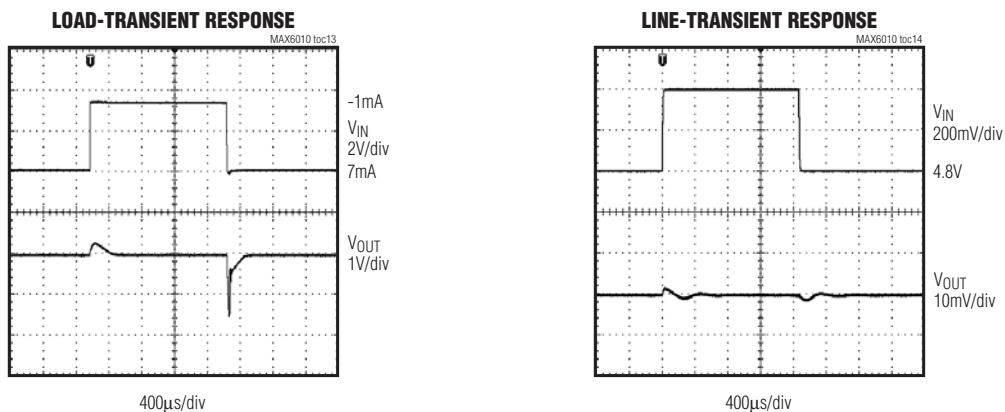 LOAD-TRANSIENT RESPONSE
MAX6010 toc13
T
-1mA
VIN
2V/div
7mA
VOUT
1V/div
400µs/div
LINE-TRANSIENT RESPONSE
MAX6010 toc14
T
VIN
200mV/div
4.8V
VOUT
10mV/div
400µs/div